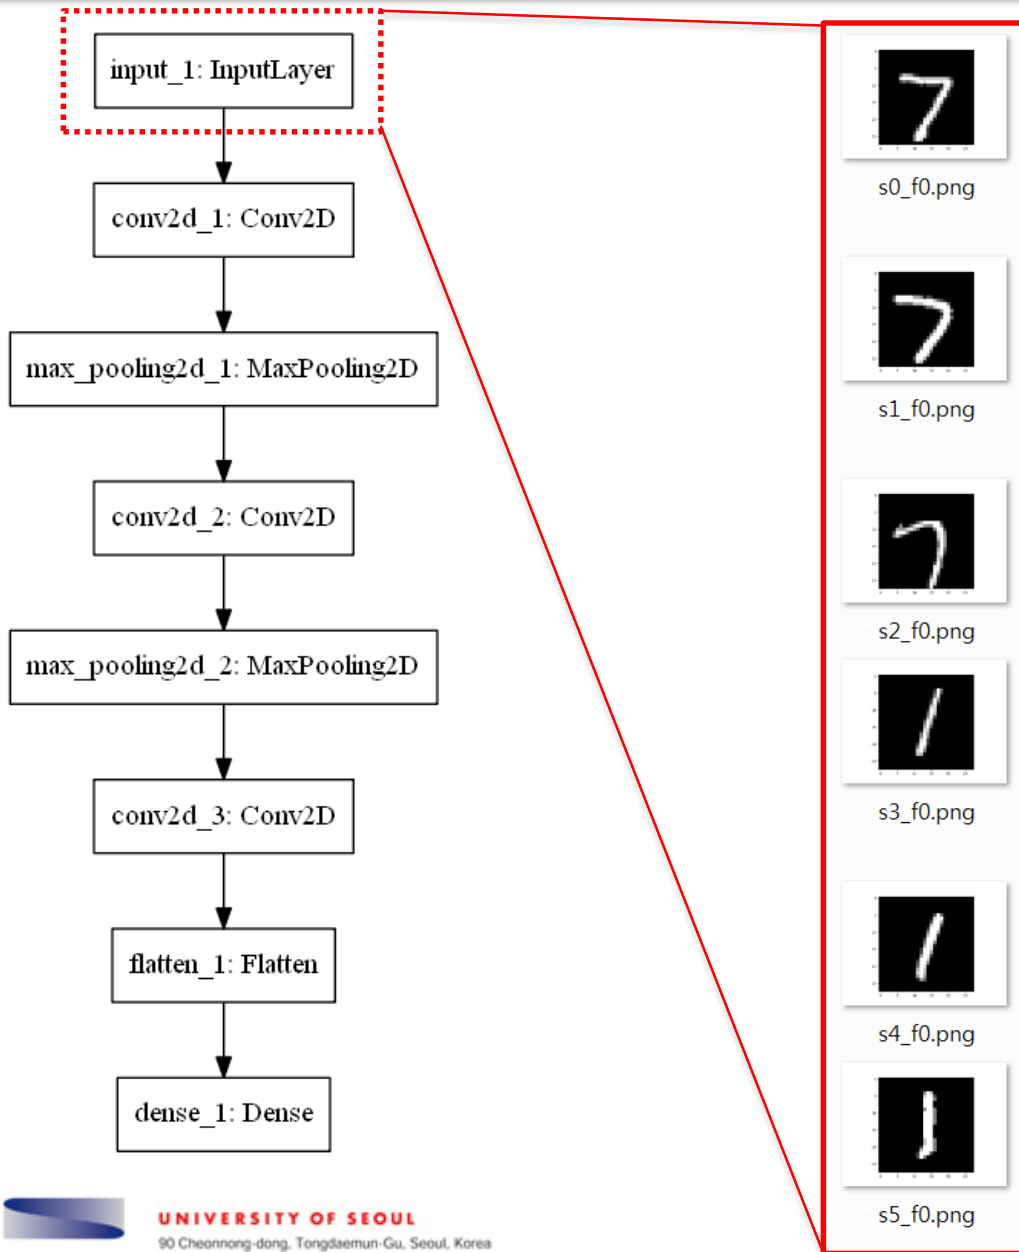 input_1: InputLayer
conv2d_1: Conv2D
max_pooling2d_1: MaxPooling2D
conv2d_2: Conv2D
max_pooling2d_2: MaxPooling2D
conv2d_3: Conv2D
flatten_1: Flatten
dense_1: Dense
s0_f0.png
s1_f0.png
s2_f0.png
s3_f0.png
s4_f0.png
s5_f0.png
UNIVERSITY OF SEOUL
90 Cheonnong-dong, Tongdaemun-Gu, Seoul, Korea